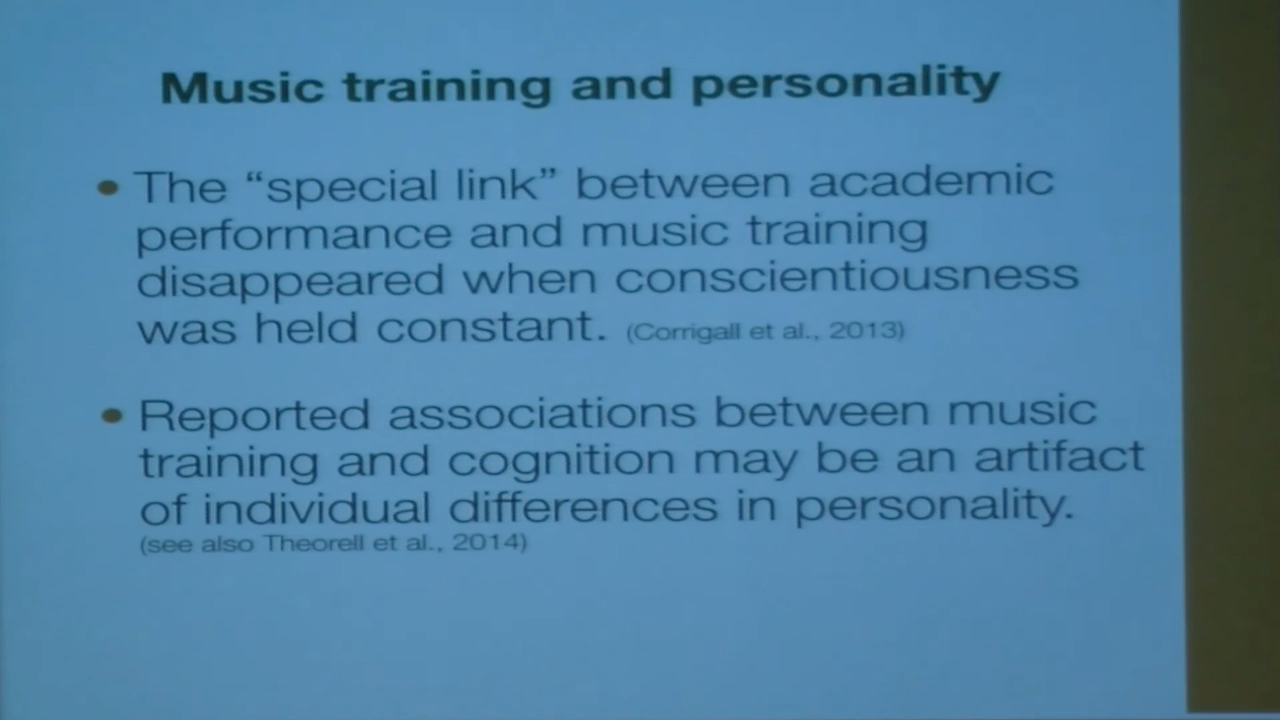 Music training and personality
• The “special link” between academic
performance and music training
disappeared when conscientiousness
was held constant. (Corrigall et al., 2013)
• Reported associations between music
training and cognition may be an artifact
of individual differences in personality.
(see also Theorell et al., 2014)